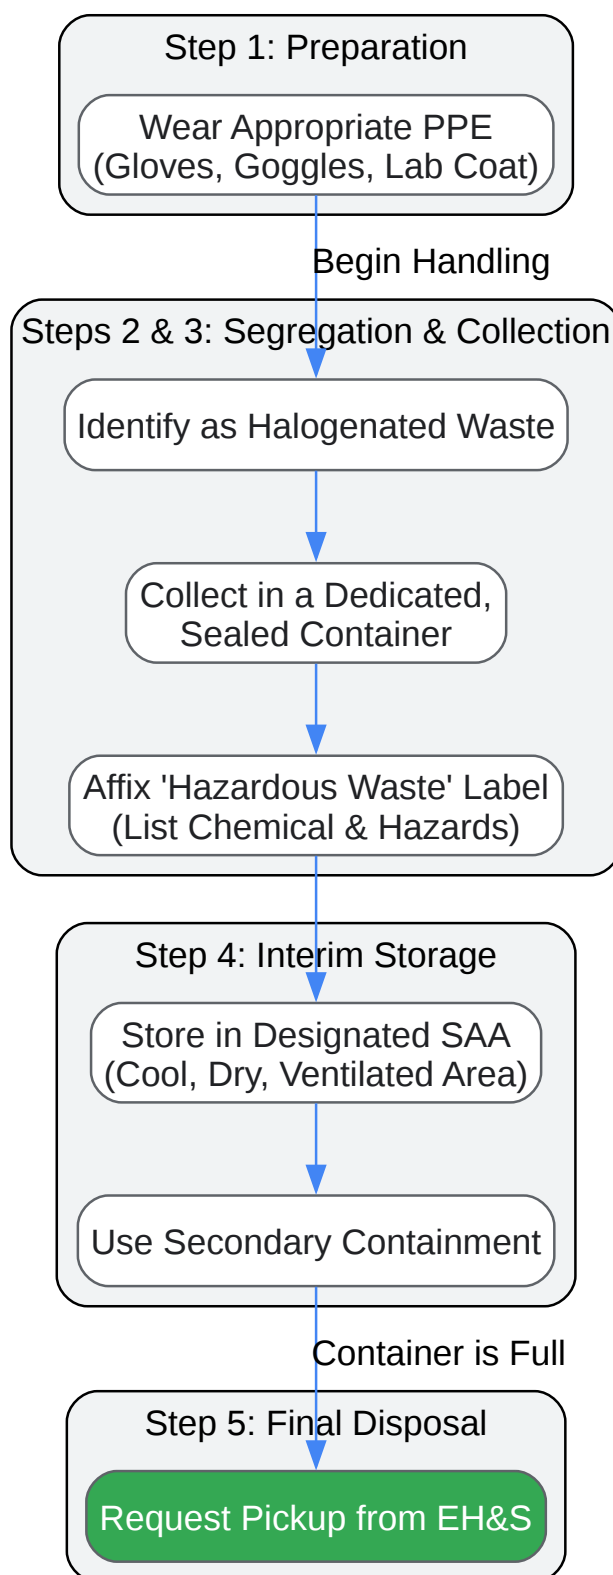 Step 1: Preparation
Wear Appropriate PPE
(Gloves, Goggles, Lab Coat)
Begin Handling
Steps 2 & 3: Segregation & Collection
Identify as Halogenated Waste
Collect in a Dedicated,
Sealed Container
Affix 'Hazardous Waste' Label
(List Chemical & Hazards)
Step 4: Interim Storage
Store in Designated SAA
(Cool, Dry, Ventilated Area)
Use Secondary Containment
Container is Full
Step 5: Final Disposal
Request Pickup from EH&S